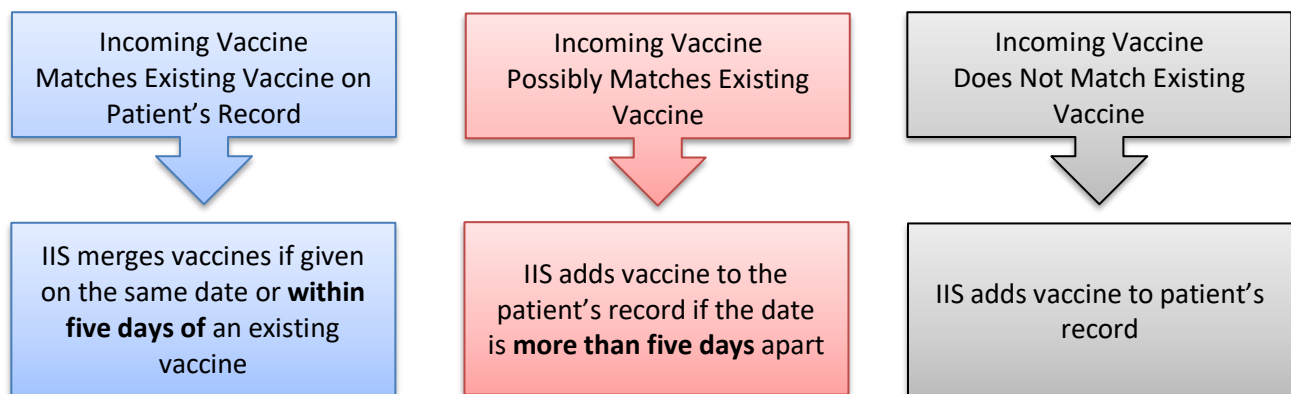 Incoming Vaccine
Matches Existing Vaccine on
Patient’s Record
IIS merges vaccines if given
on the same date or within
five days of an existing
vaccine
Incoming Vaccine
Possibly Matches Existing
Vaccine
IIS adds vaccine to the
patient’s record if the date
is more than five days apart
Incoming Vaccine
Does Not Match Existing
Vaccine
IIS adds vaccine to patient’s
record